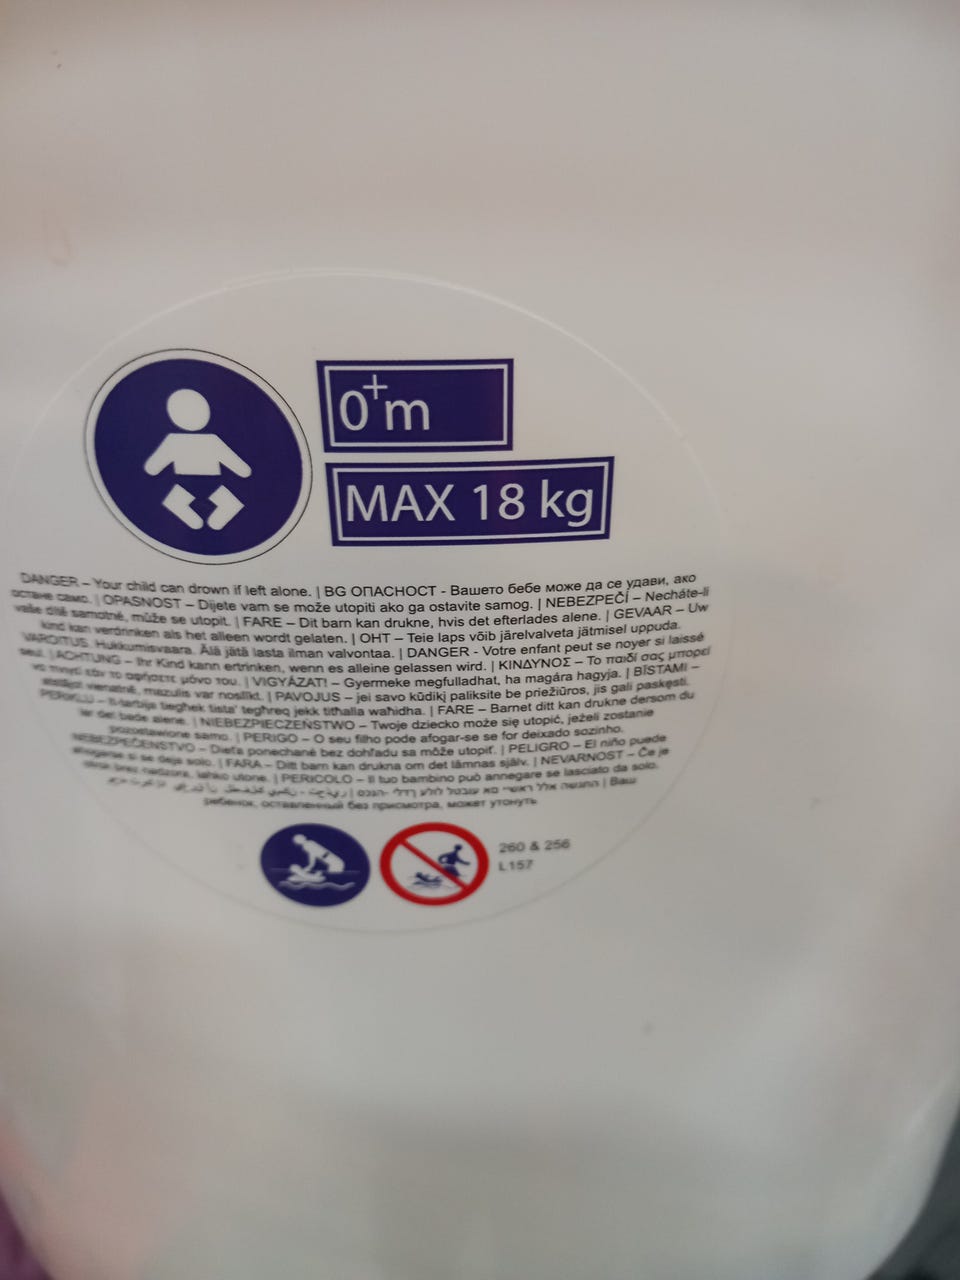 0+m
MAX 18 kg
DANGER – Your child can drown if left alone. | BG ОПАСНОСТ - Вашето бебе може да се удави, ако
остане само. | OPASNOST – Dijete vam se može utopiti ako ga ostavite samog. | NEBEZPEČÍ – Necháte-li
vaše dítě samotné, může se utopit. | FARE – Dit barn kan drukne, hvis det efterlades alene. | GEVAAR – Uw
kind kan verdrinken als het alleen wordt gelaten. | OHT – Teie laps võib järelvalveta jätmisel uppuda.
VAROITUS. Hukkumisvaara. Älä jätä lasta ilman valvontaa. | DANGER - Votre enfant peut se noyer si laissé
seul. | ACHTUNG – Ihr Kind kann ertrinken, wenn es alleine gelassen wird. | ΚΙΝΔΥΝΟΣ – Το παιδί σας μπορεί
να πνιγεί εάν το αφήσετε μόνο του. | VIGYÁZAT! – Gyermeke megfulladhat, ha magára hagyja. | BĪSTAMI –
vienatnē, mazulis var noslīkt. | PAVOJUS – jei savo kūdikį paliksite be priežiūros, jis gali paskęsti.
PERIKLU – It-tarbija tiegħek tista' tegħreq jekk titħalla waħidha. | FARE – Barnet ditt kan drukne dersom du
lar det bade alene. | NIEBEZPIECZEŃSTWO – Twoje dziecko może się utopić, jeżeli zostanie
pozostawione samo. | PERIGO – O seu filho pode afogar-se se for deixado sozinho.
NEBEZPEČENSTVO – Dieťa ponechané bez dohľadu sa môže utopiť. | PELIGRO – El niño puede
ahogarse si se deja solo. | FARA – Ditt barn kan drukna om det lämnas själv. | NEVARNOST – Če je
otrok brez nadzora, lahko utone. | PERICOLO – Il tuo bambino può annegare se lasciato da solo.
| Ваш
ребенок, оставленный без присмотра, может утонуть
260 & 256
L157